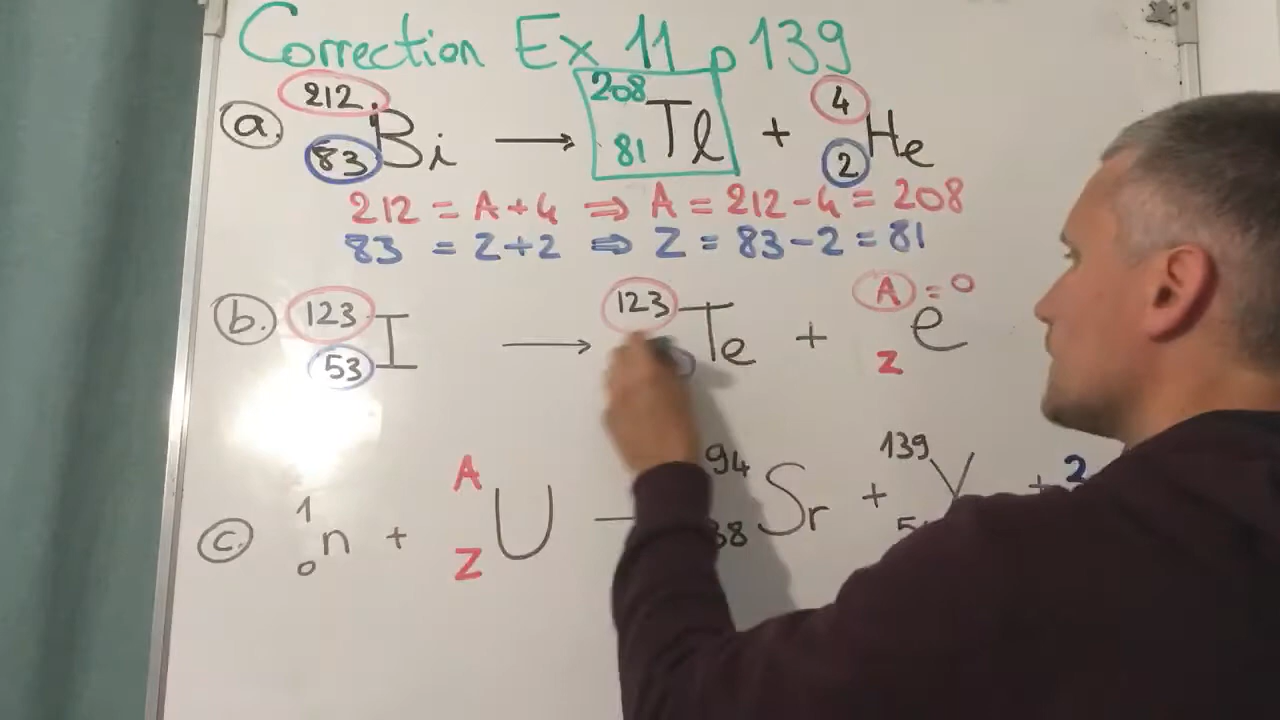 Correction Ex 11 p 139
a. 212 83 Bi → 208 81 Tl + 4 2 He
212 = A + 4 ⇒ A = 212 - 4 = 208
83 = Z + 2 ⇒ Z = 83 - 2 = 81
b. 123 53 I → 123 Te + A = 0 Z e
c. 1 0 n + A Z U 94 38 Sr + 139 Y + 2